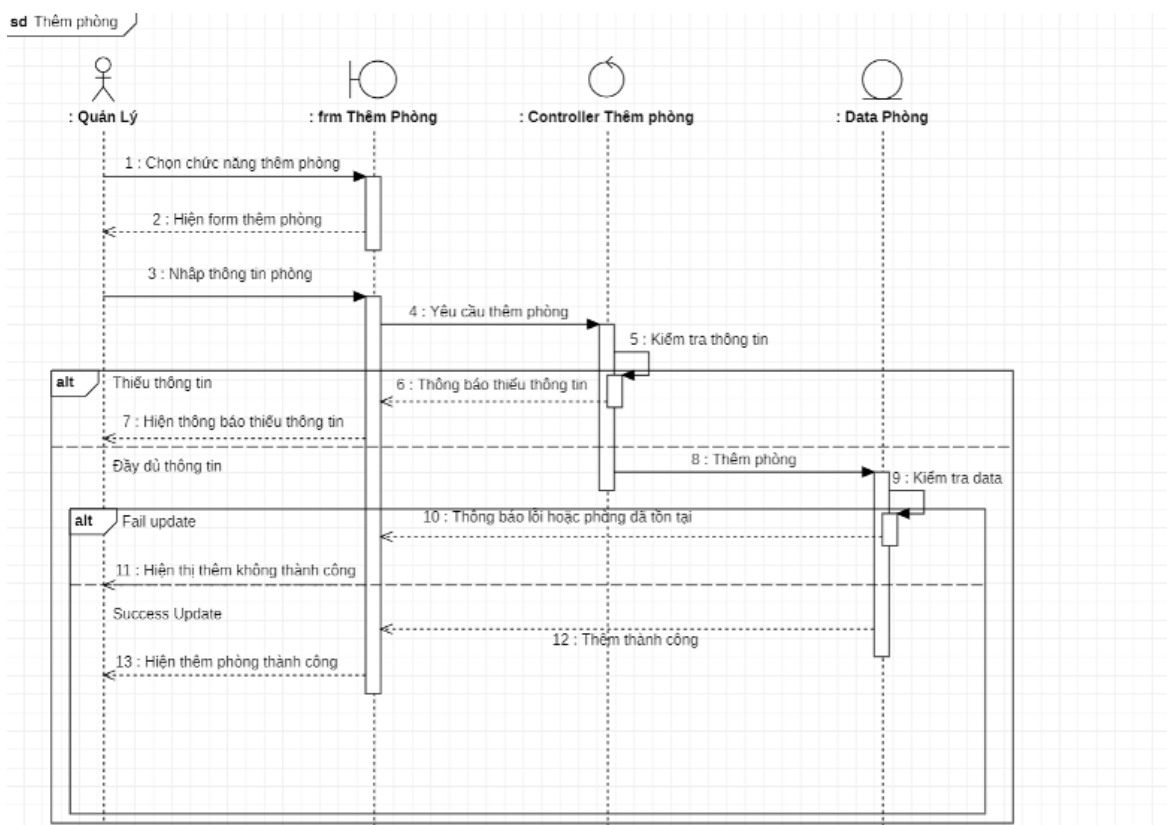 sd Thêm phòng
: Quản Lý
: frm Thêm Phòng
: Controller Thêm phòng
: Data Phòng
1 : Chọn chức năng thêm phòng
2 : Hiện form thêm phòng
3 : Nhập thông tin phòng
4 : Yêu cầu thêm phòng
5 : Kiểm tra thông tin
alt
Thiếu thông tin
6 : Thông báo thiếu thông tin
7 : Hiện thông báo thiếu thông tin
Đầy dủ thông tin
8 : Thêm phòng
9 : Kiểm tra data
alt
Fail update
10 : Thông báo lỗi hoặc phòng dã tồn tại
11 : Hiện thị thêm không thành công
Success Update
12 : Thêm thành công
13 : Hiện thêm phòng thành công